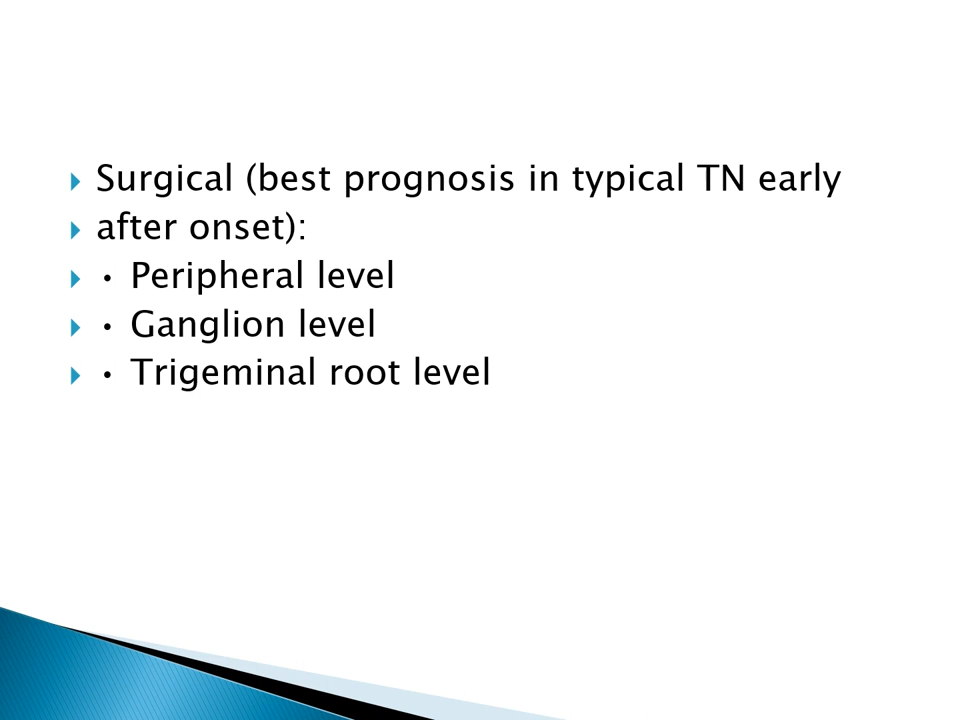 Surgical (best prognosis in typical TN early
after onset):
• Peripheral level
• Ganglion level
• Trigeminal root level